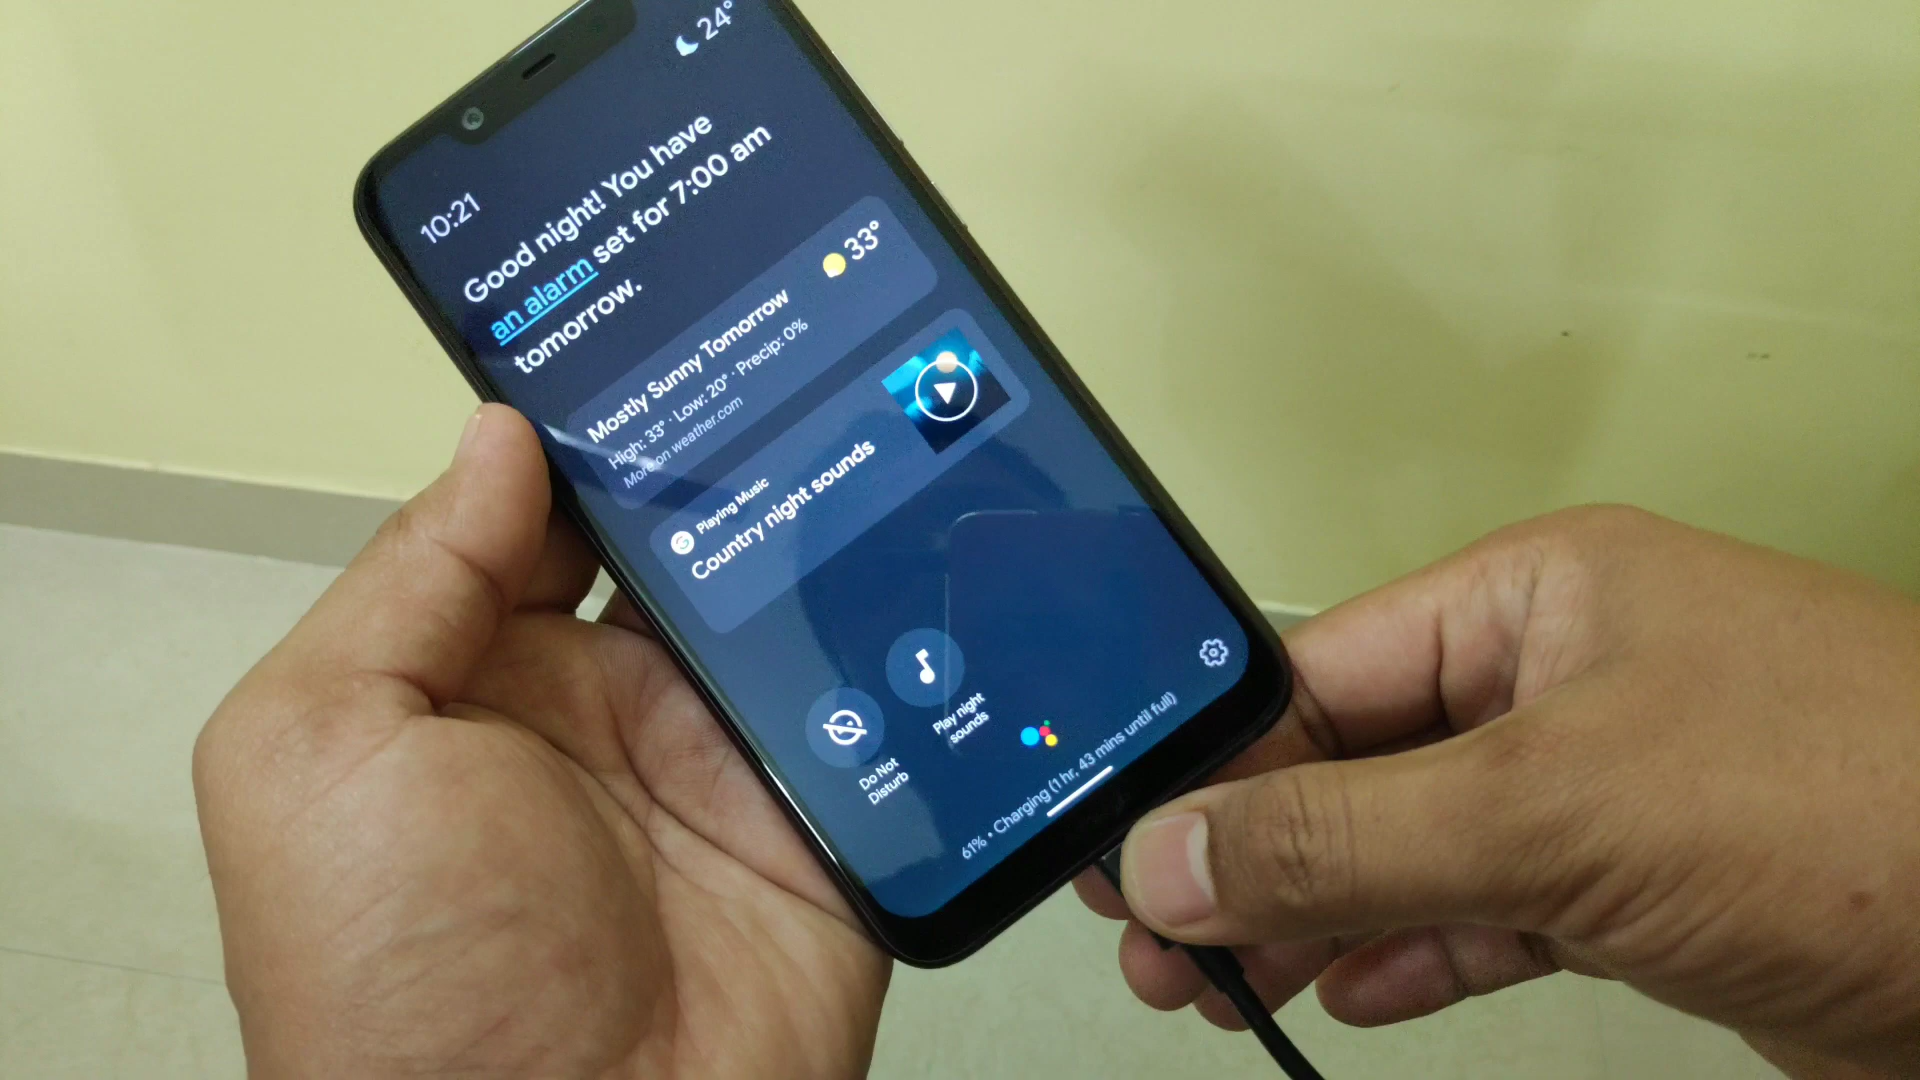 24°
10:21
Good night! You have
an alarm set for 7:00 am
tomorrow.
Mostly Sunny Tomorrow
High: 33° · Low: 20° · Precip: 0%
More on weather.com
33°
Playing Music
Country night sounds
Do Not
Disturb
Play night
sounds
61% • Charging (1 hr, 43 mins until full)